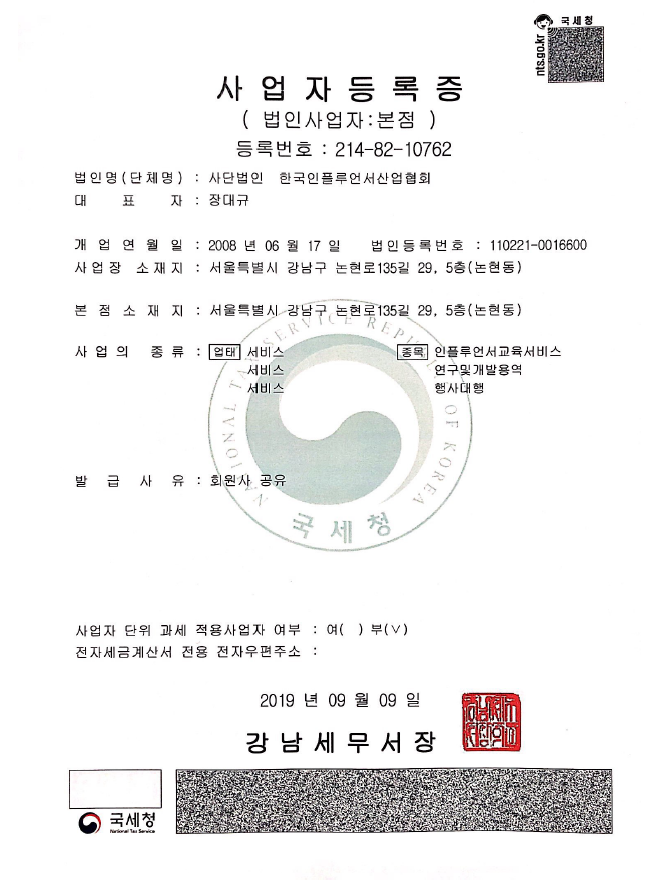 국세청
nts.go.kr
사업자등록증
( 법인사업자:본점 )
등록번호 : 214-82-10762
법인명(단체명) : 사단법인 한국인플루언서산업협회
대 표 자 : 장대규
개 업 연 월 일 : 2008 년 06 월 17 일 법인등록번호 : 110221-0016600
사업장 소재지 : 서울특별시 강남구 논현로135길 29, 5층(논현동)
본 점 소 재 지 : 서울특별시 강남구 논현로135길 29, 5층(논현동)
사업의 종류 : 업태 서비스 종목 인플루언서교육서비스
서비스 연구및개발용역
서비스 행사대행
NATIONAL TAX SERVICE REPUBLIC OF KOREA
국세청
발 급 사 유 : 회원사 공유
사업자 단위 과세 적용사업자 여부 : 여( ) 부(∨)
전자세금계산서 전용 전자우편주소 :
2019 년 09 월 09 일
강남세무서장
국세청
National Tax Service